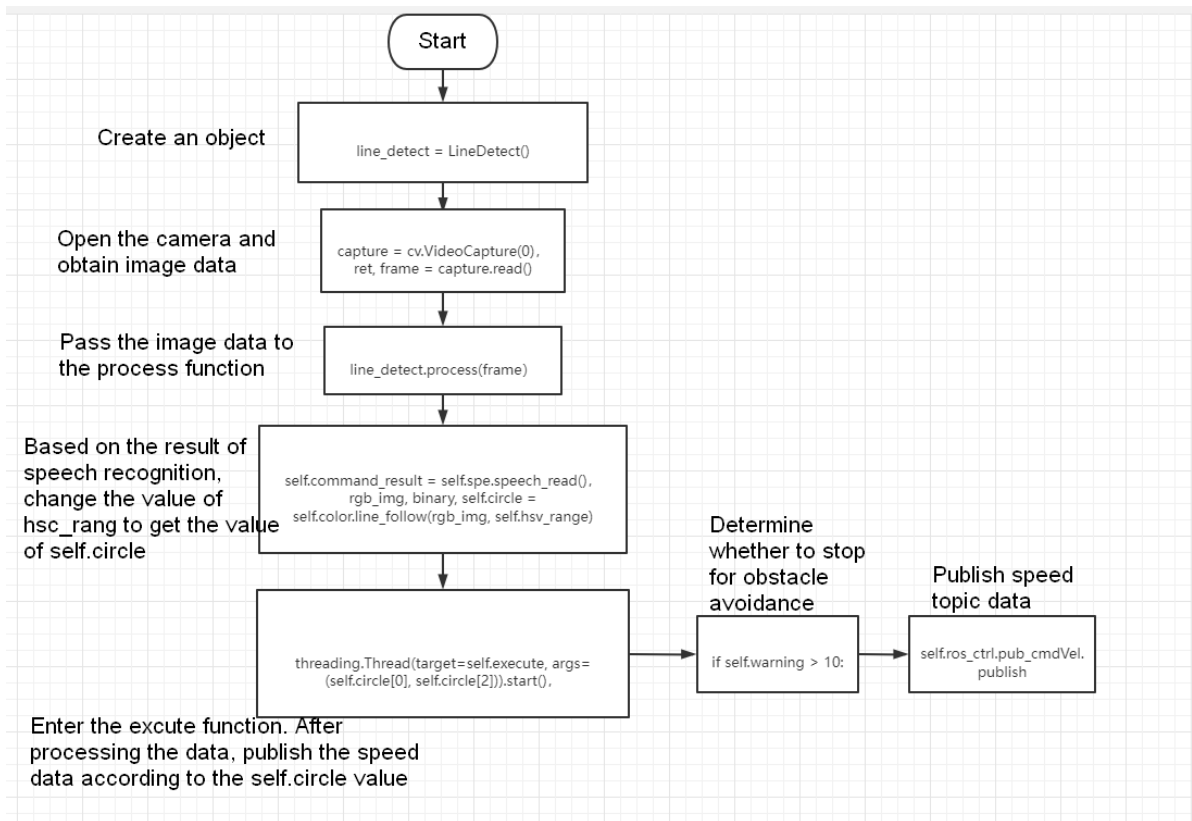 Start
Create an object
line_detect = LineDetect()
Open the camera and
obtain image data
capture = cv.VideoCapture(0),
ret, frame = capture.read()
Pass the image data to
the process function
line_detect.process(frame)
Based on the result of
speech recognition,
change the value of
hsc_rang to get the value
of self.circle
self.command_result = self.spe.speech_read(),
rgb_img, binary, self.circle =
self.color.line_follow(rgb_img, self.hsv_range)
threading.Thread(target=self.execute, args=
(self.circle[0], self.circle[2])).start(),
Enter the excute function. After
processing the data, publish the speed
data according to the self.circle value
Determine
whether to stop
for obstacle
avoidance
if self.warning > 10:
Publish speed
topic data
self.ros_ctrl.pub_cmdVel.
publish